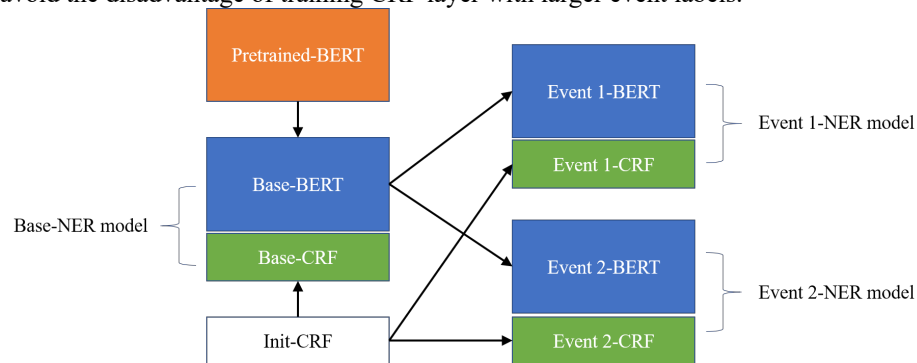 avoid the disadvantage of training CRF layer with larger event labels.
Pretrained-BERT
Base-BERT
Base-CRF
Base-NER model
Init-CRF
Event 1-BERT
Event 1-CRF
Event 1-NER model
Event 2-BERT
Event 2-CRF
Event 2-NER model